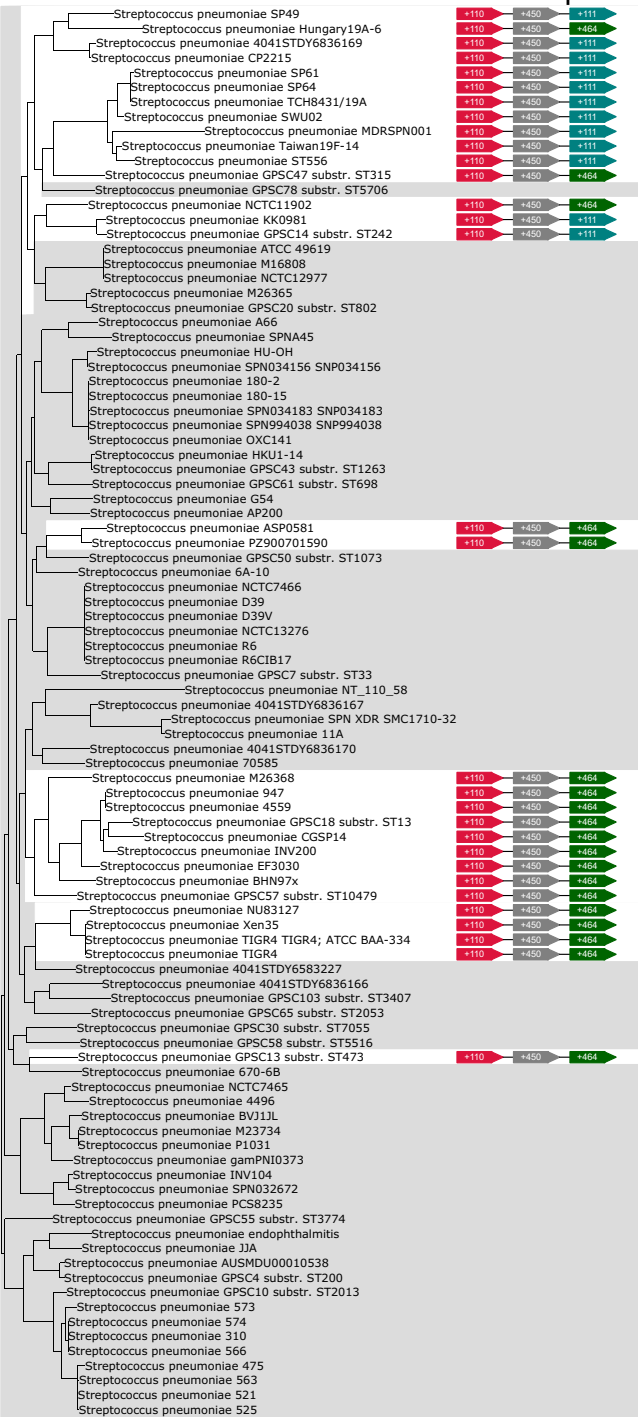 Streptococcus pneumoniae SP49 +110 +450 +111
Streptococcus pneumoniae Hungary19A-6 +110 +450 +464
Streptococcus pneumoniae 4041STDY6836169 +110 +450 +111
Streptococcus pneumoniae CP2215 +110 +450 +111
Streptococcus pneumoniae SP61 +110 +450 +111
Streptococcus pneumoniae SP64 +110 +450 +111
Streptococcus pneumoniae TCH8431/19A +110 +450 +111
Streptococcus pneumoniae SWU02 +110 +450 +111
Streptococcus pneumoniae MDRSPN001 +110 +450 +111
Streptococcus pneumoniae Taiwan19F-14 +110 +450 +111
Streptococcus pneumoniae ST556 +110 +450 +111
Streptococcus pneumoniae GPSC47 substr. ST315 +110 +450 +464
Streptococcus pneumoniae GPSC78 substr. ST5706
Streptococcus pneumoniae NCTC11902 +110 +450 +464
Streptococcus pneumoniae KK0981 +110 +450 +111
Streptococcus pneumoniae GPSC14 substr. ST242 +110 +450 +111
Streptococcus pneumoniae ATCC 49619
Streptococcus pneumoniae M16808
Streptococcus pneumoniae NCTC12977
Streptococcus pneumoniae M26365
Streptococcus pneumoniae GPSC20 substr. ST802
Streptococcus pneumoniae A66
Streptococcus pneumoniae SPNA45
Streptococcus pneumoniae HU-OH
Streptococcus pneumoniae SPN034156 SNP034156
Streptococcus pneumoniae 180-2
Streptococcus pneumoniae 180-15
Streptococcus pneumoniae SPN034183 SNP034183
Streptococcus pneumoniae SPN994038 SNP994038
Streptococcus pneumoniae OXC141
Streptococcus pneumoniae HKU1-14
Streptococcus pneumoniae GPSC43 substr. ST1263
Streptococcus pneumoniae GPSC61 substr. ST698
Streptococcus pneumoniae G54
Streptococcus pneumoniae AP200
Streptococcus pneumoniae ASP0581 +110 +450 +464
Streptococcus pneumoniae PZ900701590 +110 +450 +464
Streptococcus pneumoniae GPSC50 substr. ST1073
Streptococcus pneumoniae 6A-10
Streptococcus pneumoniae NCTC7466
Streptococcus pneumoniae D39
Streptococcus pneumoniae D39V
Streptococcus pneumoniae NCTC13276
Streptococcus pneumoniae R6
Streptococcus pneumoniae R6CIB17
Streptococcus pneumoniae GPSC7 substr. ST33
Streptococcus pneumoniae NT_110_58
Streptococcus pneumoniae 4041STDY6836167
Streptococcus pneumoniae SPN XDR SMC1710-32
Streptococcus pneumoniae 11A
Streptococcus pneumoniae 4041STDY6836170
Streptococcus pneumoniae 70585
Streptococcus pneumoniae M26368 +110 +450 +464
Streptococcus pneumoniae 947 +110 +450 +464
Streptococcus pneumoniae 4559 +110 +450 +464
Streptococcus pneumoniae GPSC18 substr. ST13 +110 +450 +464
Streptococcus pneumoniae CGSP14 +110 +450 +464
Streptococcus pneumoniae INV200 +110 +450 +464
Streptococcus pneumoniae EF3030 +110 +450 +464
Streptococcus pneumoniae BHN97x +110 +450 +464
Streptococcus pneumoniae GPSC57 substr. ST10479 +110 +450 +464
Streptococcus pneumoniae NU83127 +110 +450 +464
Streptococcus pneumoniae Xen35 +110 +450 +464
Streptococcus pneumoniae TIGR4 TIGR4; ATCC BAA-334 +110 +450 +464
Streptococcus pneumoniae TIGR4 +110 +450 +464
Streptococcus pneumoniae 4041STDY6583227
Streptococcus pneumoniae 4041STDY6836166
Streptococcus pneumoniae GPSC103 substr. ST3407
Streptococcus pneumoniae GPSC65 substr. ST2053
Streptococcus pneumoniae GPSC30 substr. ST7055
Streptococcus pneumoniae GPSC58 substr. ST5516
Streptococcus pneumoniae GPSC13 substr. ST473 +110 +450 +464
Streptococcus pneumoniae 670-6B
Streptococcus pneumoniae NCTC7465
Streptococcus pneumoniae 4496
Streptococcus pneumoniae BVJ1JL
Streptococcus pneumoniae M23734
Streptococcus pneumoniae P1031
Streptococcus pneumoniae gamPNI0373
Streptococcus pneumoniae INV104
Streptococcus pneumoniae SPN032672
Streptococcus pneumoniae PCS8235
Streptococcus pneumoniae GPSC55 substr. ST3774
Streptococcus pneumoniae endophthalmitis
Streptococcus pneumoniae JJA
Streptococcus pneumoniae AUSMDU00010538
Streptococcus pneumoniae GPSC4 substr. ST200
Streptococcus pneumoniae GPSC10 substr. ST2013
Streptococcus pneumoniae 573
Streptococcus pneumoniae 574
Streptococcus pneumoniae 310
Streptococcus pneumoniae 566
Streptococcus pneumoniae 475
Streptococcus pneumoniae 563
Streptococcus pneumoniae 521
Streptococcus pneumoniae 525